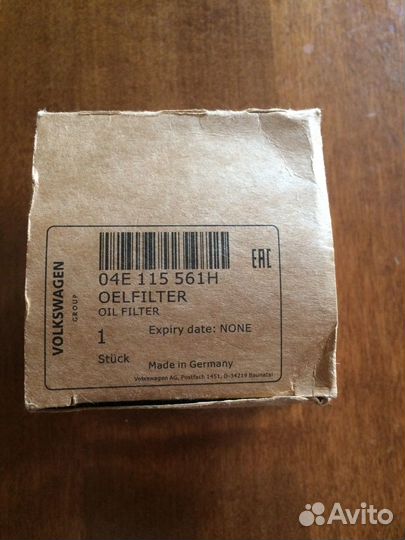 VOLKSWAGEN
GROUP
04E 115 561H
OELFILTER
OIL FILTER
1
Expiry date: NONE
Stück
Made in Germany
Volkswagen AG, Postfach 1451, D-34219 Baunatal
EAC
Avito